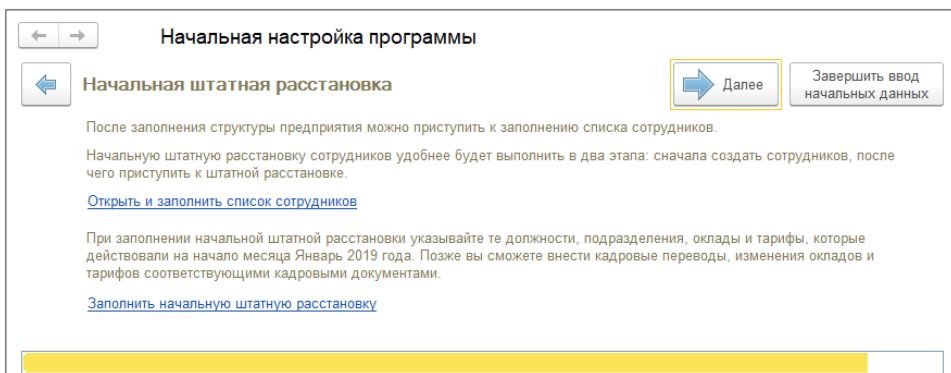 Начальная настройка программы
Начальная штатная расстановка
Далее
Завершить ввод
начальных данных
После заполнения структуры предприятия можно приступить к заполнению списка сотрудников.
Начальную штатную расстановку сотрудников удобнее будет выполнить в два этапа: сначала создать сотрудников, после
чего приступить к штатной расстановке.
Открыть и заполнить список сотрудников
При заполнении начальной штатной расстановки указывайте те должности, подразделения, оклады и тарифы, которые
действовали на начало месяца Январь 2019 года. Позже вы сможете внести кадровые переводы, изменения окладов и
тарифов соответствующими кадровыми документами.
Заполнить начальную штатную расстановку